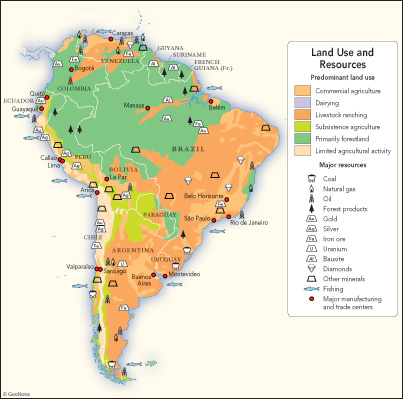 Caracas
VENEZUELA
GUYANA
SURINAME
FRENCH
GUIANA (Fr.)
Bogotá
COLOMBIA
Quito
ECUADOR
Guayaquil
Manaus
Belém
PERU
BRAZIL
Callao
Lima
BOLIVIA
La Paz
Arica
Belo Horizonte
PARAGUAY
São Paulo
Rio de Janeiro
CHILE
ARGENTINA
URUGUAY
Valparaíso
Santiago
Buenos
Aires
Montevideo
Land Use and
Resources
Predominant land use
Commercial agriculture
Dairying
Livestock ranching
Subsistence agriculture
Primarily forestland
Limited agricultural activity
Major resources
Coal
Natural gas
Oil
Forest products
Au Gold
Ag Silver
Fe Iron ore
U Uranium
Al Bauxite
Diamonds
Other minerals
Fishing
Major manufacturing
and trade centers
© GeoNova